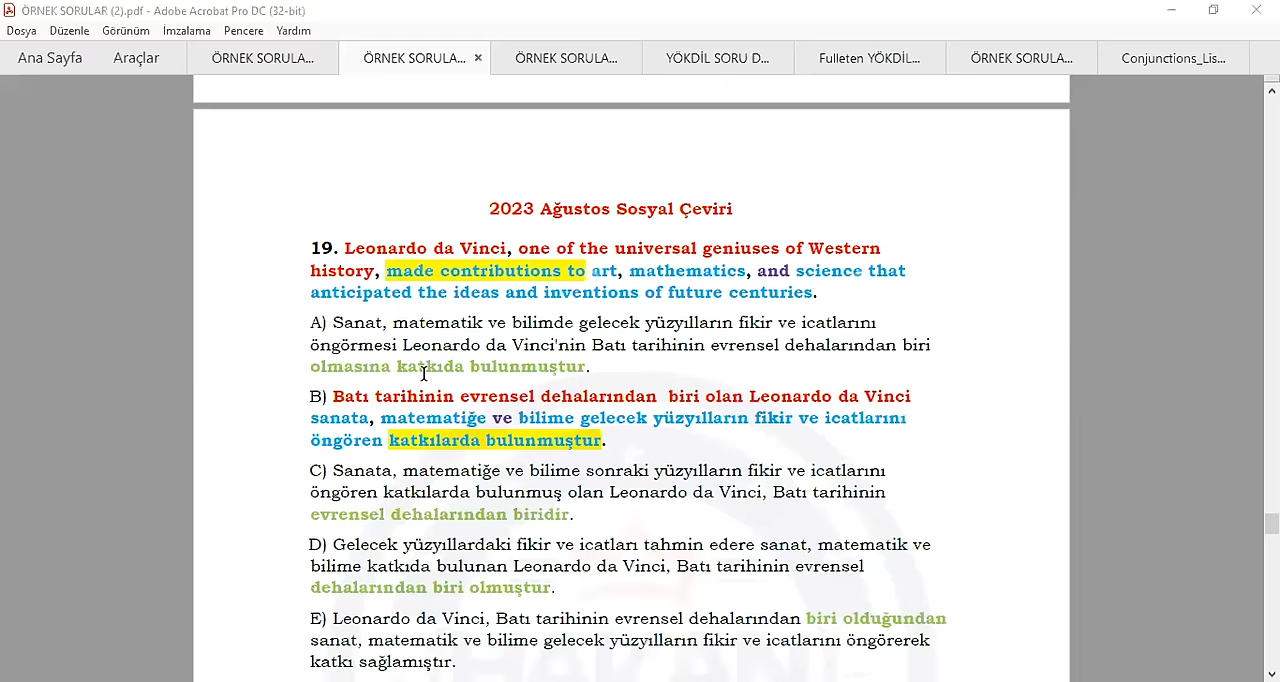 ÖRNEK SORULAR (2).pdf - Adobe Acrobat Pro DC (32-bit)
Dosya Düzenle Görünüm İmzalama Pencere Yardım
Ana Sayfa Araçlar ÖRNEK SORULA... ÖRNEK SORULA... × ÖRNEK SORULA... YÖKDİL SORU D... Fulleten YÖKDİL... ÖRNEK SORULA... Conjunctions_Lis...
2023 Ağustos Sosyal Çeviri
19. Leonardo da Vinci, one of the universal geniuses of Western
history, made contributions to art, mathematics, and science that
anticipated the ideas and inventions of future centuries.
A) Sanat, matematik ve bilimde gelecek yüzyılların fikir ve icatlarını
öngörmesi Leonardo da Vinci'nin Batı tarihinin evrensel dehalarından biri
olmasına katkıda bulunmuştur.
B) Batı tarihinin evrensel dehalarından biri olan Leonardo da Vinci
sanata, matematiğe ve bilime gelecek yüzyılların fikir ve icatlarını
öngören katkılarda bulunmuştur.
C) Sanata, matematiğe ve bilime sonraki yüzyılların fikir ve icatlarını
öngören katkılarda bulunmuş olan Leonardo da Vinci, Batı tarihinin
evrensel dehalarından biridir.
D) Gelecek yüzyıllardaki fikir ve icatları tahmin edere sanat, matematik ve
bilime katkıda bulunan Leonardo da Vinci, Batı tarihinin evrensel
dehalarından biri olmuştur.
E) Leonardo da Vinci, Batı tarihinin evrensel dehalarından biri olduğundan
sanat, matematik ve bilime gelecek yüzyılların fikir ve icatlarını öngörerek
katkı sağlamıştır.
HAKAN